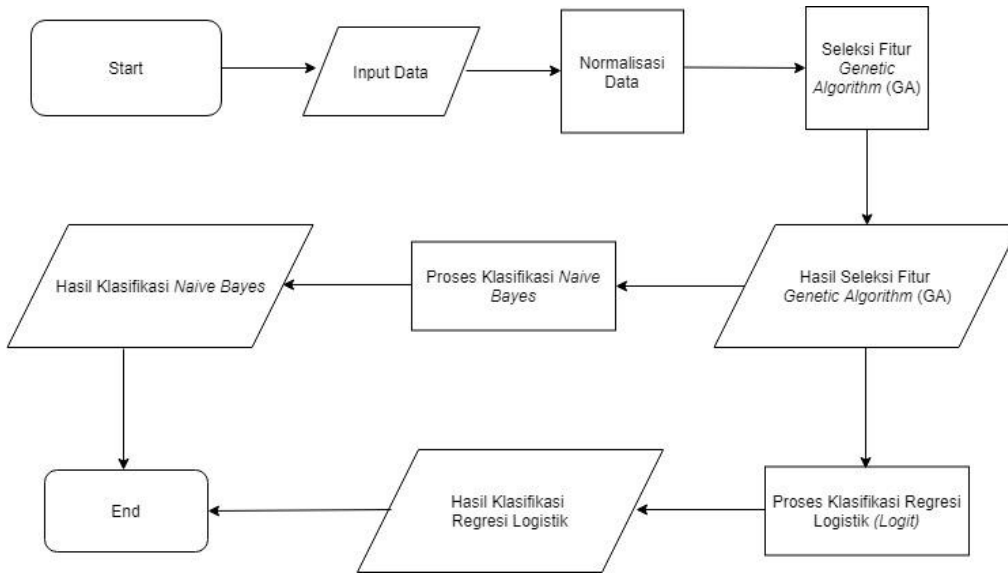 Start
Input Data
Normalisasi
Data
Seleksi Fitur
Genetic
Algorithm (GA)
Hasil Klasifikasi Naive Bayes
Proses Klasifikasi Naive
Bayes
Hasil Seleksi Fitur
Genetic Algorithm (GA)
End
Hasil Klasifikasi
Regresi Logistik
Proses Klasifikasi Regresi
Logistik (Logit)